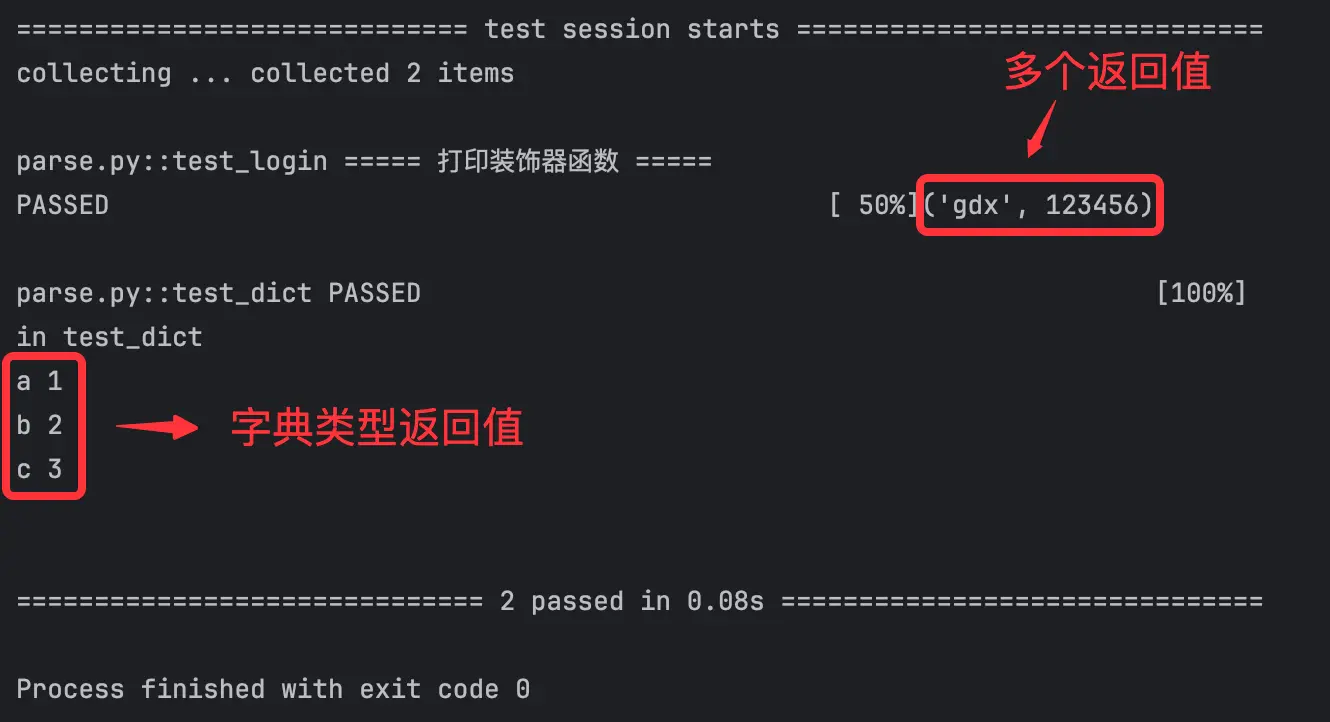 ============================= test session starts ==============================
collecting ... collected 2 items
多个返回值
parse.py::test_login ===== 打印装饰器函数 =====
PASSED [ 50%]('gdx', 123456)
parse.py::test_dict PASSED [100%]
in test_dict
a 1
b 2
c 3
字典类型返回值
============================== 2 passed in 0.08s ===============================
Process finished with exit code 0